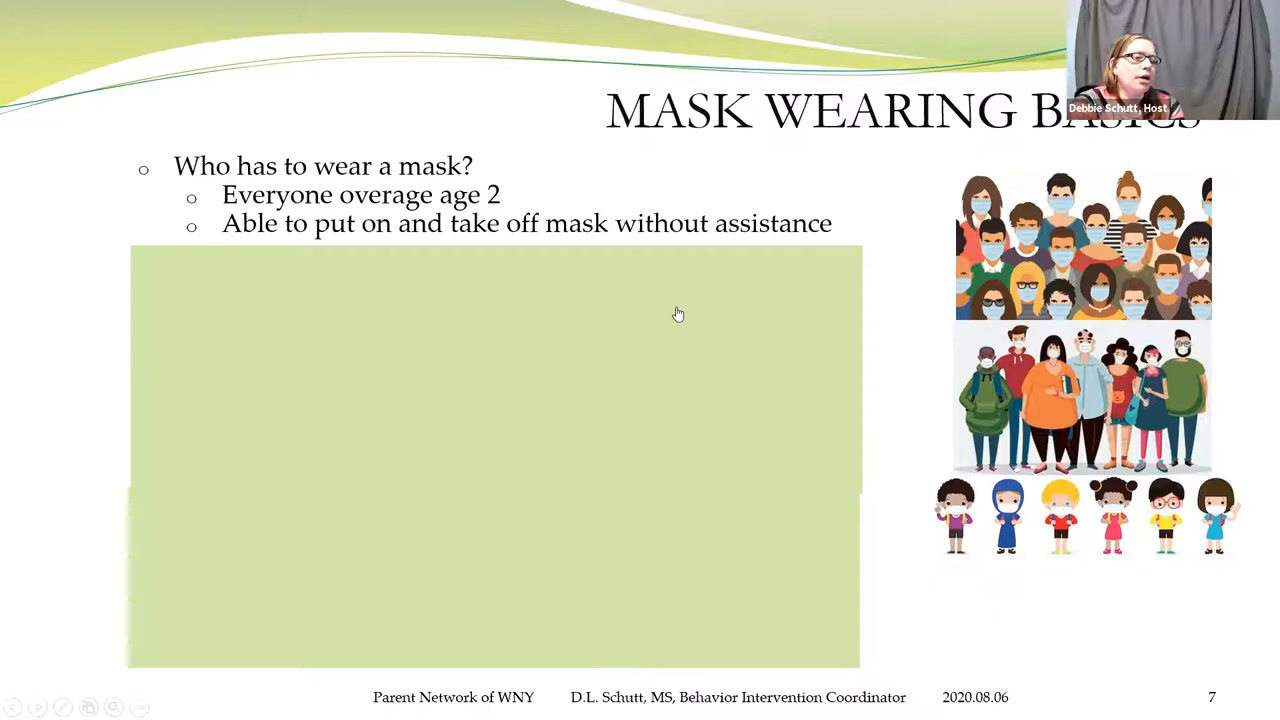 Debbie Schutt, Host
MASK WEARING BASICS
Who has to wear a mask?
Everyone overage age 2
Able to put on and take off mask without assistance
Parent Network of WNY D.L. Schutt, MS, Behavior Intervention Coordinator 2020.08.06 7